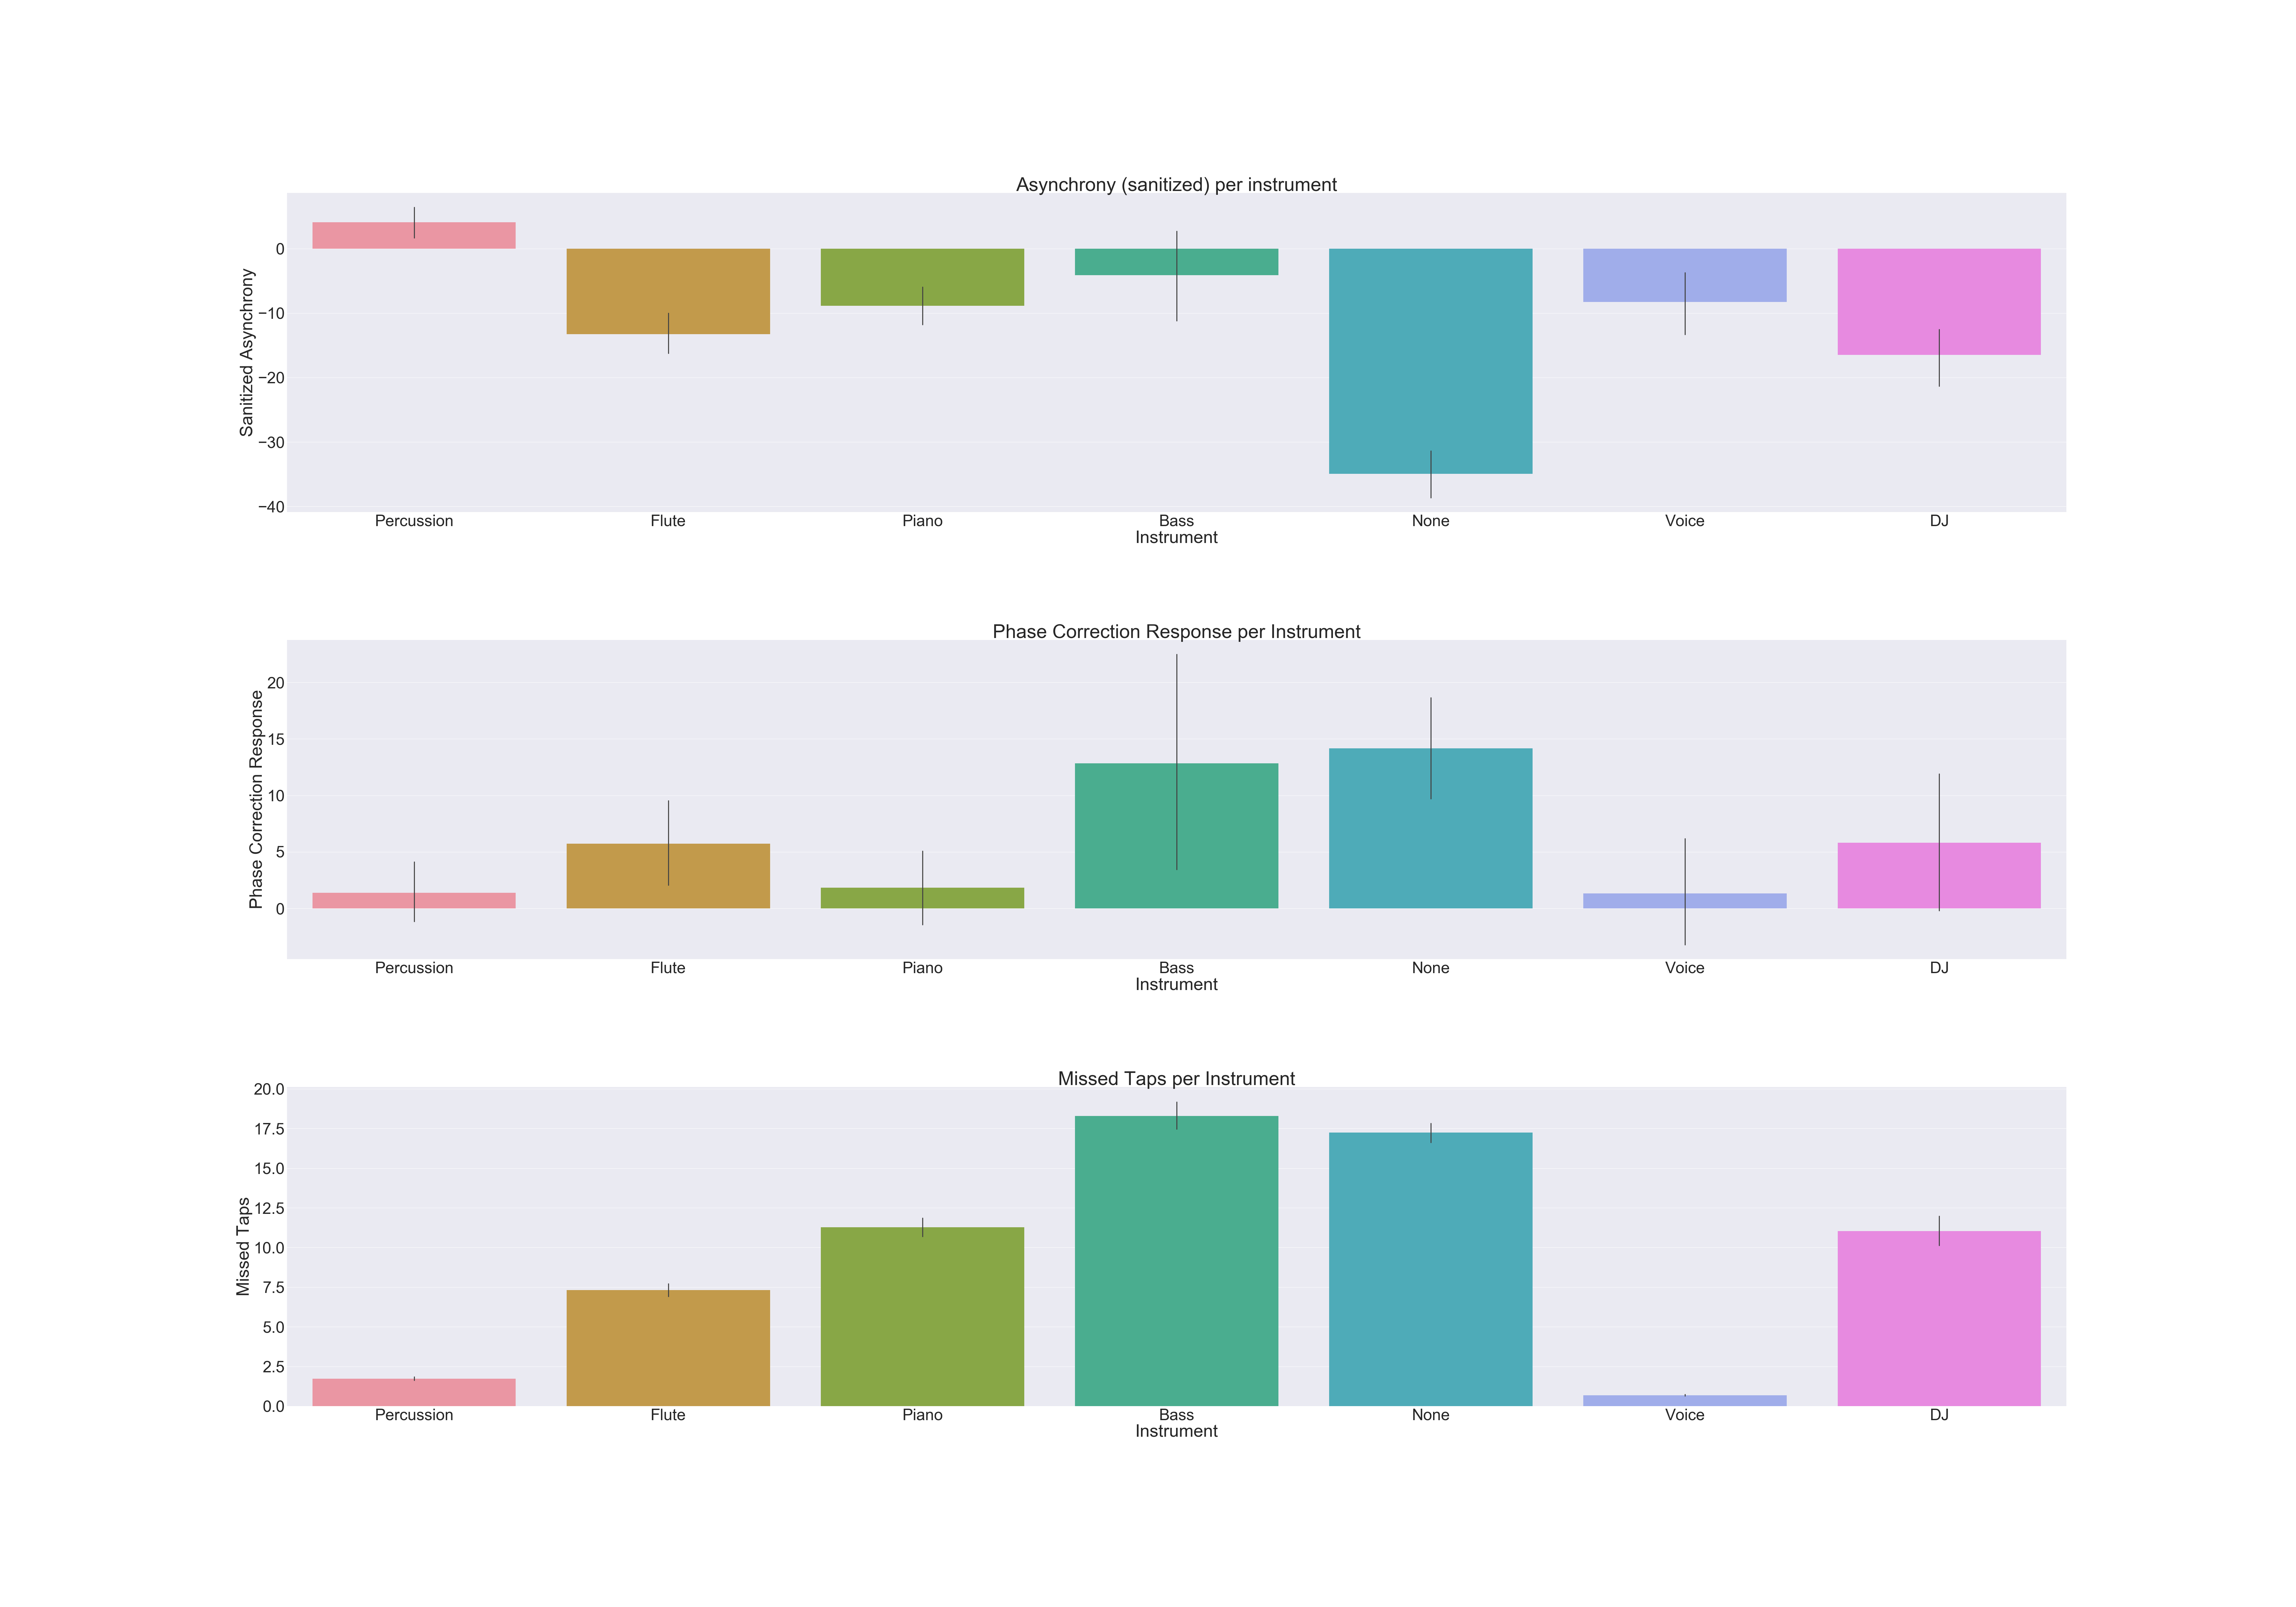 Asynchrony (sanitized) per instrument
Sanitized Asynchrony
0
−10
−20
−30
−40
Percussion Flute Piano Bass None Voice DJ
Instrument
Phase Correction Response per Instrument
Phase Correction Response
20
15
10
5
0
Percussion Flute Piano Bass None Voice DJ
Instrument
Missed Taps per Instrument
Missed Taps
20.0
17.5
15.0
12.5
10.0
7.5
5.0
2.5
0.0
Percussion Flute Piano Bass None Voice DJ
Instrument